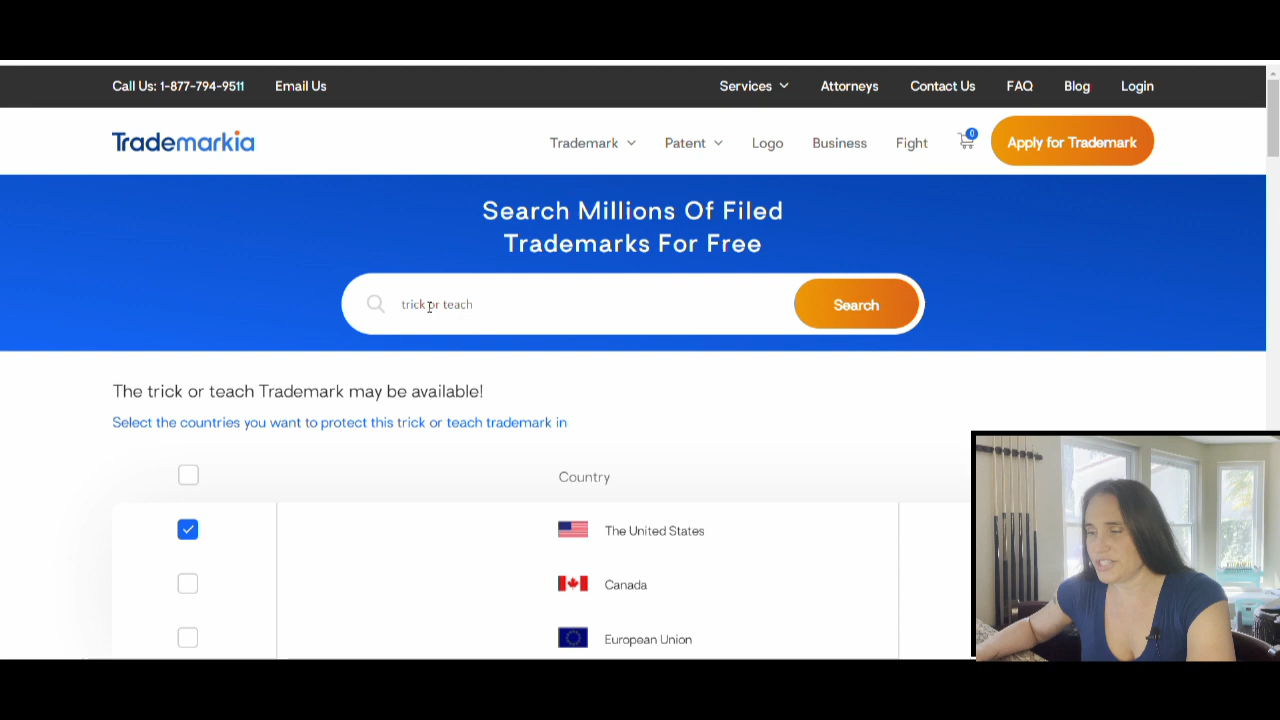 Call Us: 1-877-794-9511 Email Us Services Attorneys Contact Us FAQ Blog Login
Trademarkia Trademark Patent Logo Business Fight 0 Apply for Trademark
Search Millions Of Filed
Trademarks For Free
trick or teach Search
The trick or teach Trademark may be available!
Select the countries you want to protect this trick or teach trademark in
Country
The United States
Canada
European Union